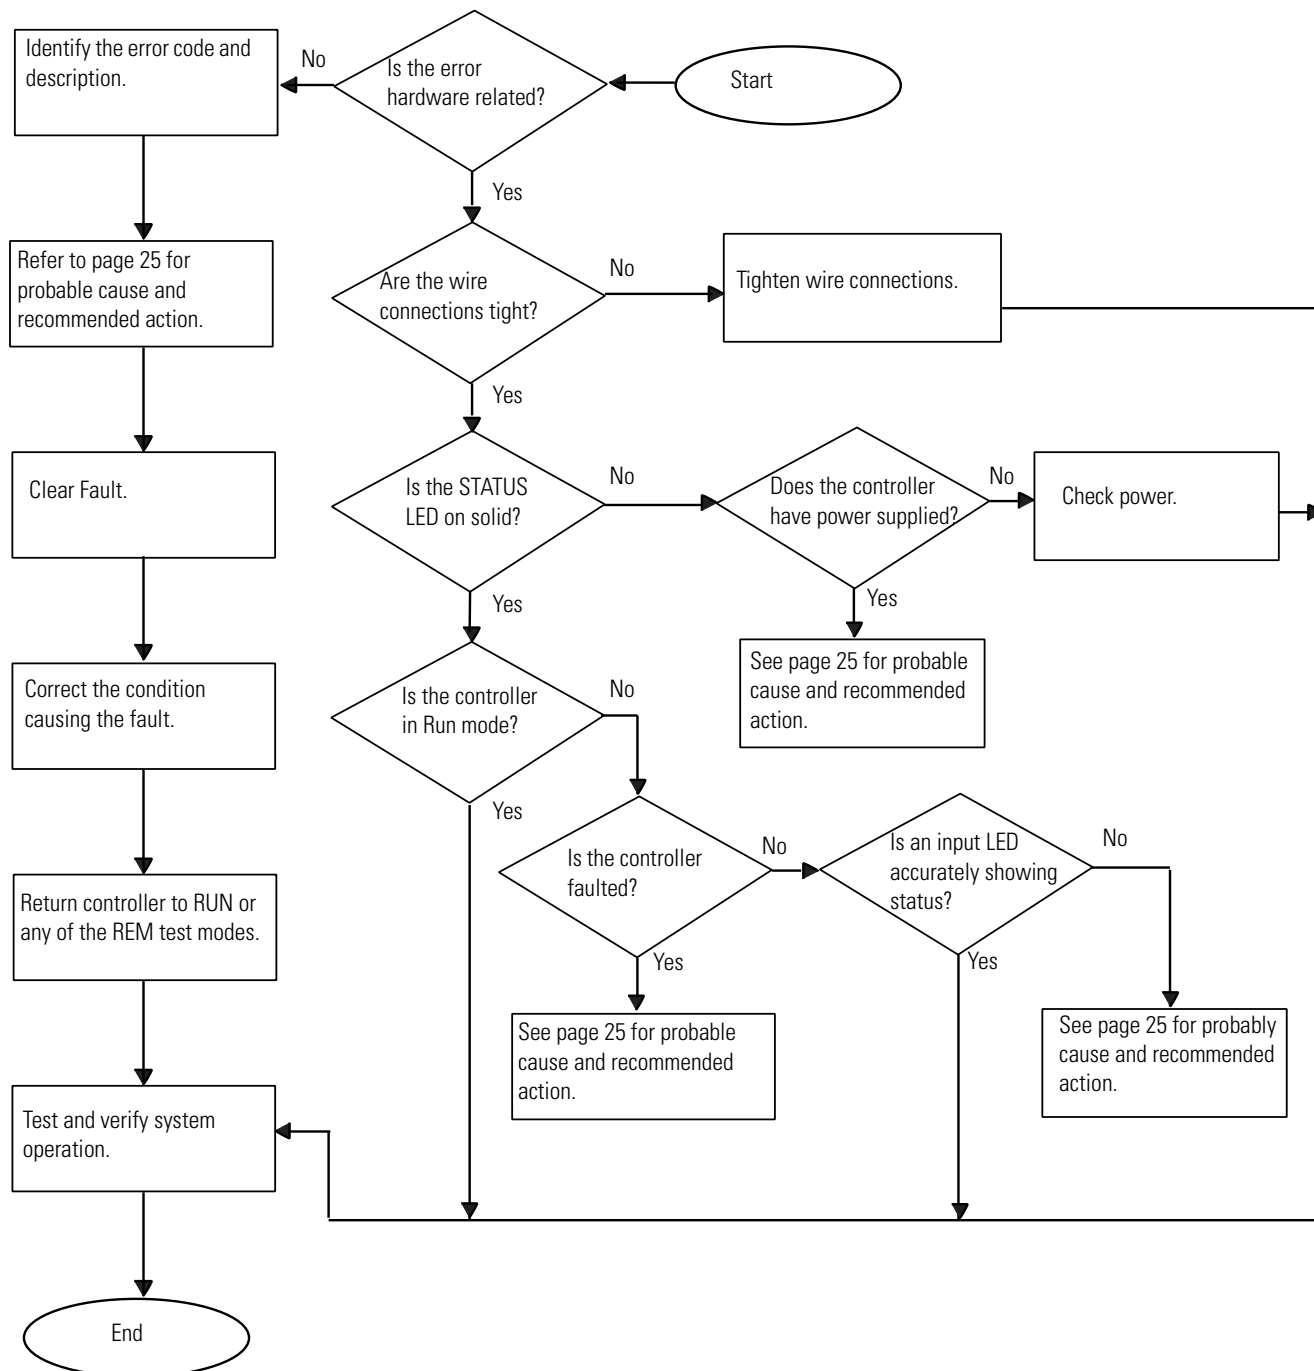 Identify the error code and
description.
No
Is the error
hardware related?
Start
Yes
Refer to page 25 for
probable cause and
recommended action.
Are the wire
connections tight?
No
Tighten wire connections.
Yes
Clear Fault.
Is the STATUS
LED on solid?
No
Does the controller
have power supplied?
No
Check power.
Yes
Yes
See page 25 for probable
cause and recommended
action.
Correct the condition
causing the fault.
Is the controller
in Run mode?
No
Yes
Is the controller
faulted?
No
Is an input LED
accurately showing
status?
No
Return controller to RUN or
any of the REM test modes.
Yes
Yes
See page 25 for probable
cause and recommended
action.
See page 25 for probably
cause and recommended
action.
Test and verify system
operation.
End